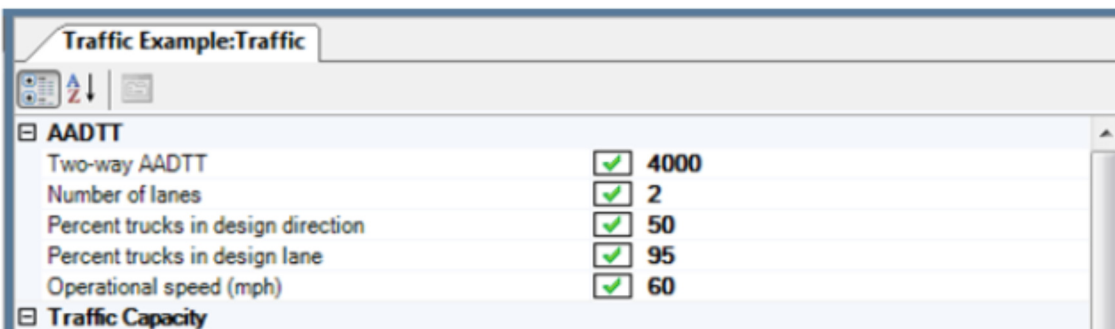 Traffic Example:Traffic
AADTT
Two-way AADTT 4000
Number of lanes 2
Percent trucks in design direction 50
Percent trucks in design lane 95
Operational speed (mph) 60
Traffic Capacity